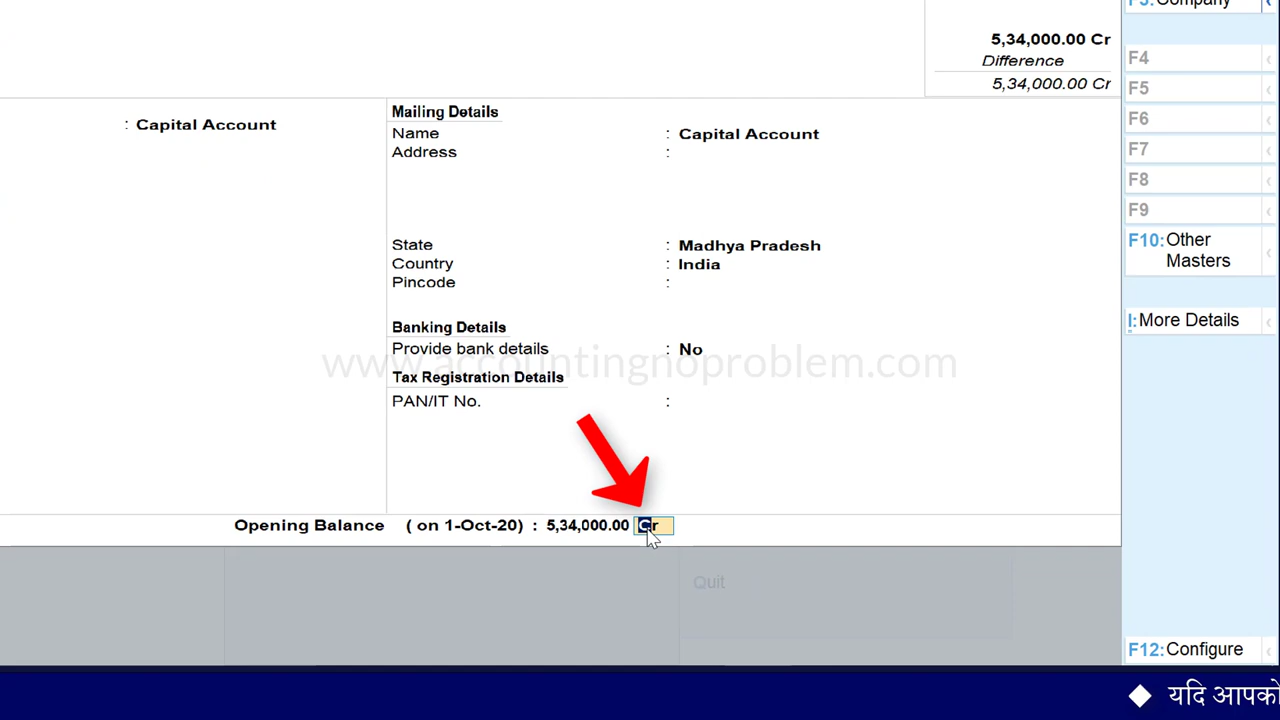 F3: Company
5,34,000.00 Cr
Difference
5,34,000.00 Cr
F4
F5
F6
F7
F8
F9
F10: Other
Masters
I: More Details
F12: Configure
: Capital Account
Mailing Details
Name : Capital Account
Address :
State : Madhya Pradesh
Country : India
Pincode :
Banking Details
Provide bank details : No
www.accountingnoproblem.com
Tax Registration Details
PAN/IT No. :
Opening Balance ( on 1-Oct-20) : 5,34,000.00 Cr
Quit
यदि आपको